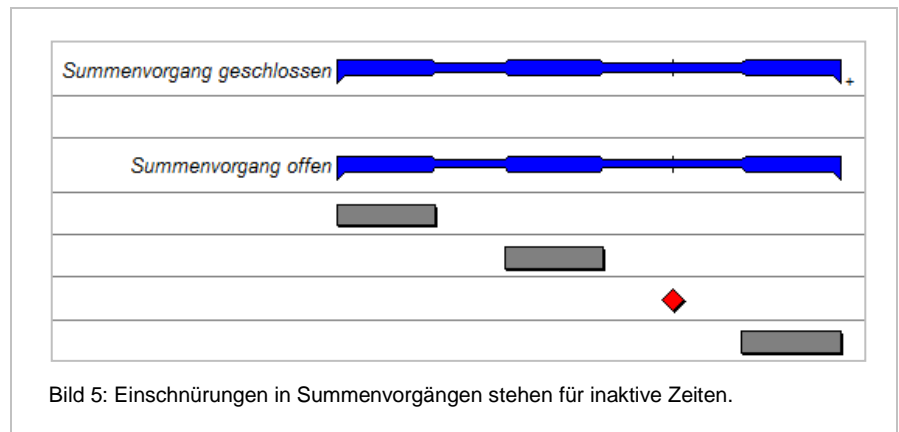 Summenvorgang geschlossen
+
Summenvorgang offen
Bild 5: Einschnürungen in Summenvorgängen stehen für inaktive Zeiten.